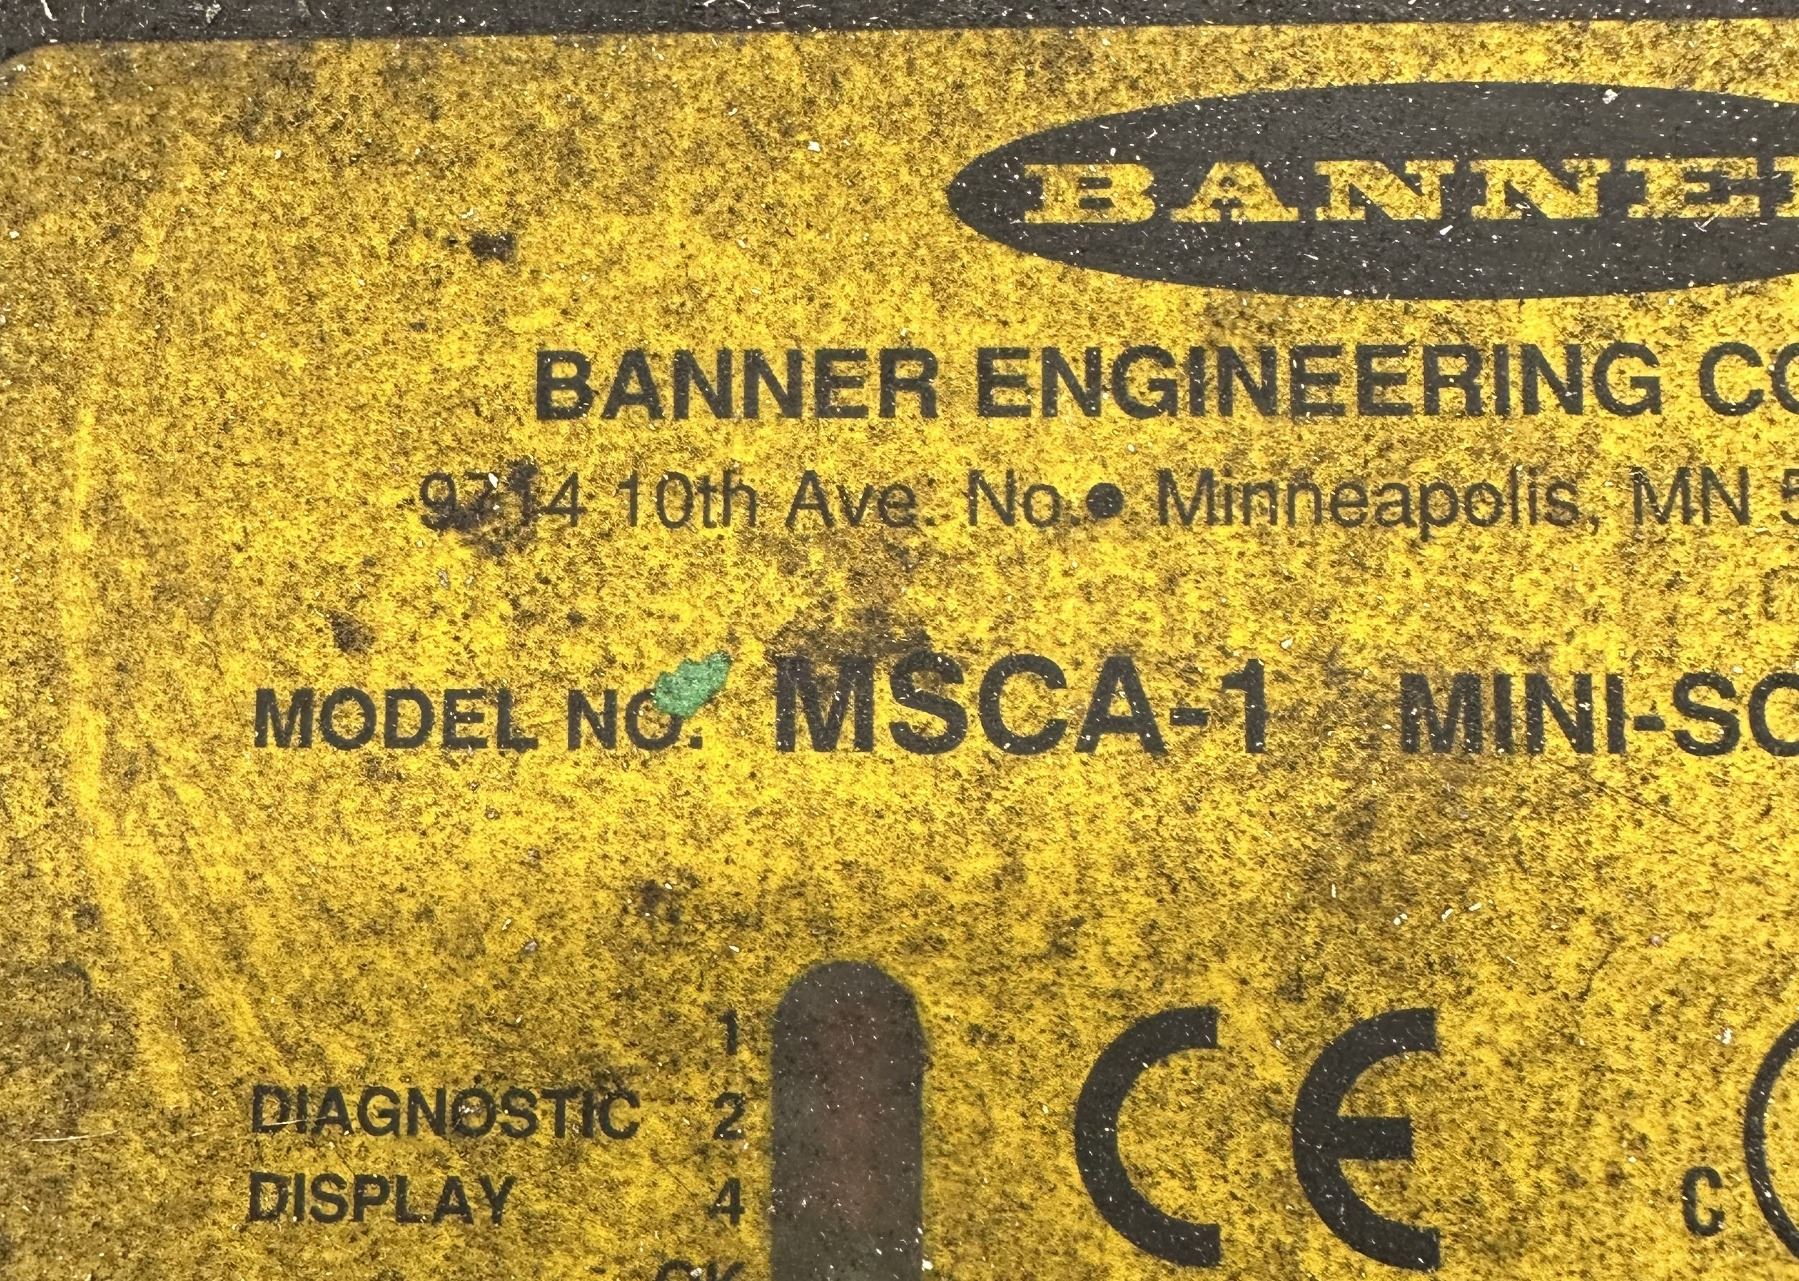 BANNE
BANNER ENGINEERING CO
9714 10th Ave. No.● Minneapolis, MN 5
MODEL NO. MSCA-1 MINI-SC
1
DIAGNOSTIC 2
DISPLAY 4
CE
C